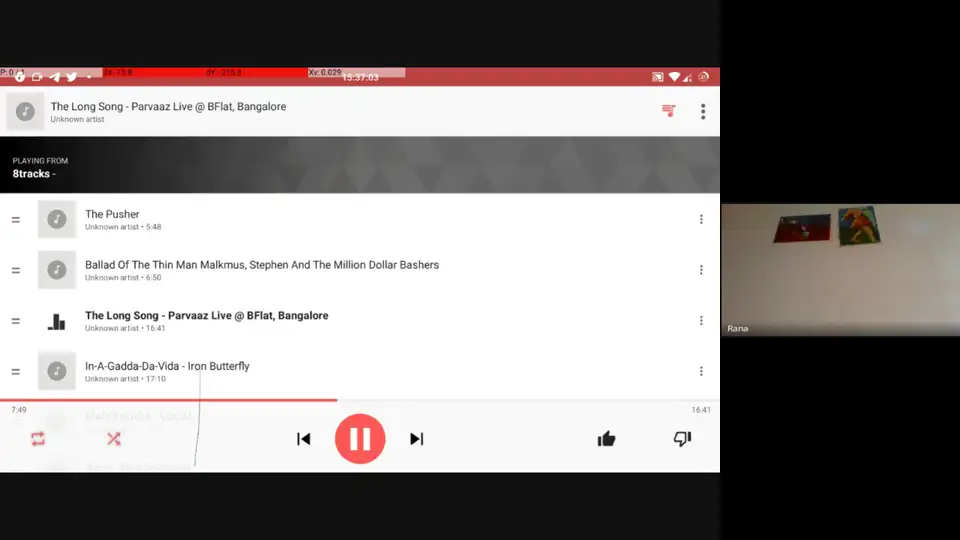 P: 0 / 1 dX: 13.8 dY: -215.3 Xv: 0.029
15:37:03
The Long Song - Parvaaz Live @ BFlat, Bangalore
Unknown artist
PLAYING FROM
8tracks -
The Pusher
Unknown artist • 5:48
Ballad Of The Thin Man Malkmus, Stephen And The Million Dollar Bashers
Unknown artist • 6:50
The Long Song - Parvaaz Live @ BFlat, Bangalore
Unknown artist • 16:41
In-A-Gadda-Da-Vida - Iron Butterfly
Unknown artist • 17:10
7:49
16:41
Rana